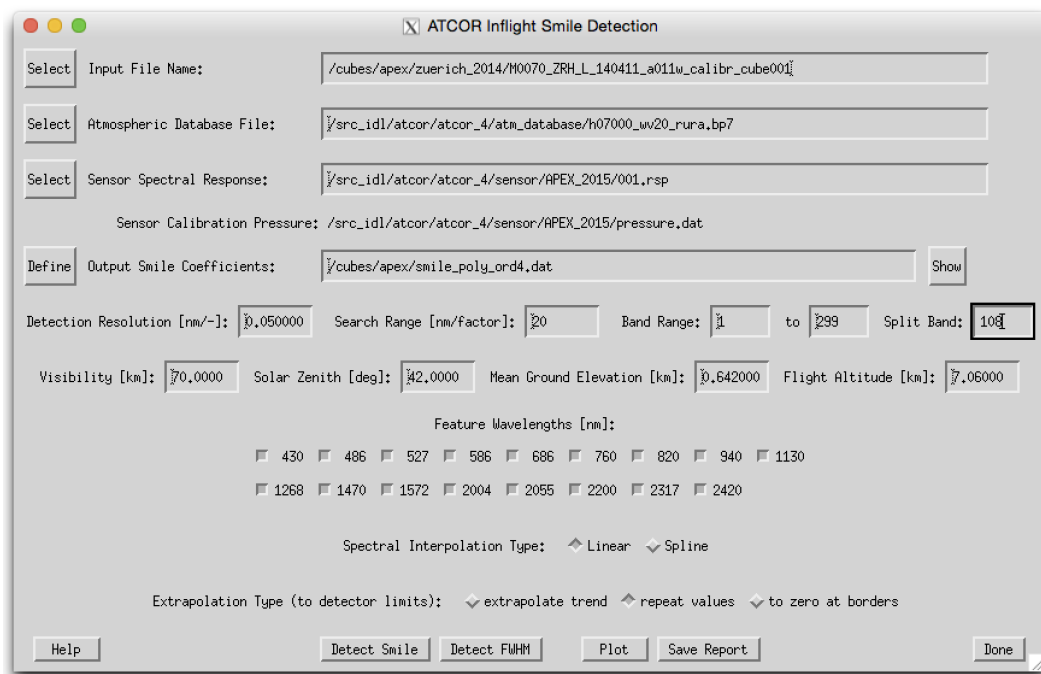 X ATCOR Inflight Smile Detection
Select Input File Name: /cubes/apex/zuerich_2014/M0070_ZRH_L_140411_a011w_calibr_cube001
Select Atmospheric Database File: /src_idl/atcor/atcor_4/atm_database/h07000_wv20_rura.bp7
Select Sensor Spectral Response: /src_idl/atcor/atcor_4/sensor/APEX_2015/001.rsp
Sensor Calibration Pressure: /src_idl/atcor/atcor_4/sensor/APEX_2015/pressure.dat
Define Output Smile Coefficients: /cubes/apex/smile_poly_ord4.dat Show
Detection Resolution [nm/-]: 0.050000 Search Range [nm/factor]: 20 Band Range: 1 to 299 Split Band: 108
Visibility [km]: 70.0000 Solar Zenith [deg]: 42.0000 Mean Ground Elevation [km]: 0.642000 Flight Altitude [km]: 7.06000
Feature Wavelengths [nm]:
430 486 527 586 686 760 820 940 1130
1268 1470 1572 2004 2055 2200 2317 2420
Spectral Interpolation Type: Linear Spline
Extrapolation Type (to detector limits): extrapolate trend repeat values to zero at borders
Help Detect Smile Detect FWHM Plot Save Report Done